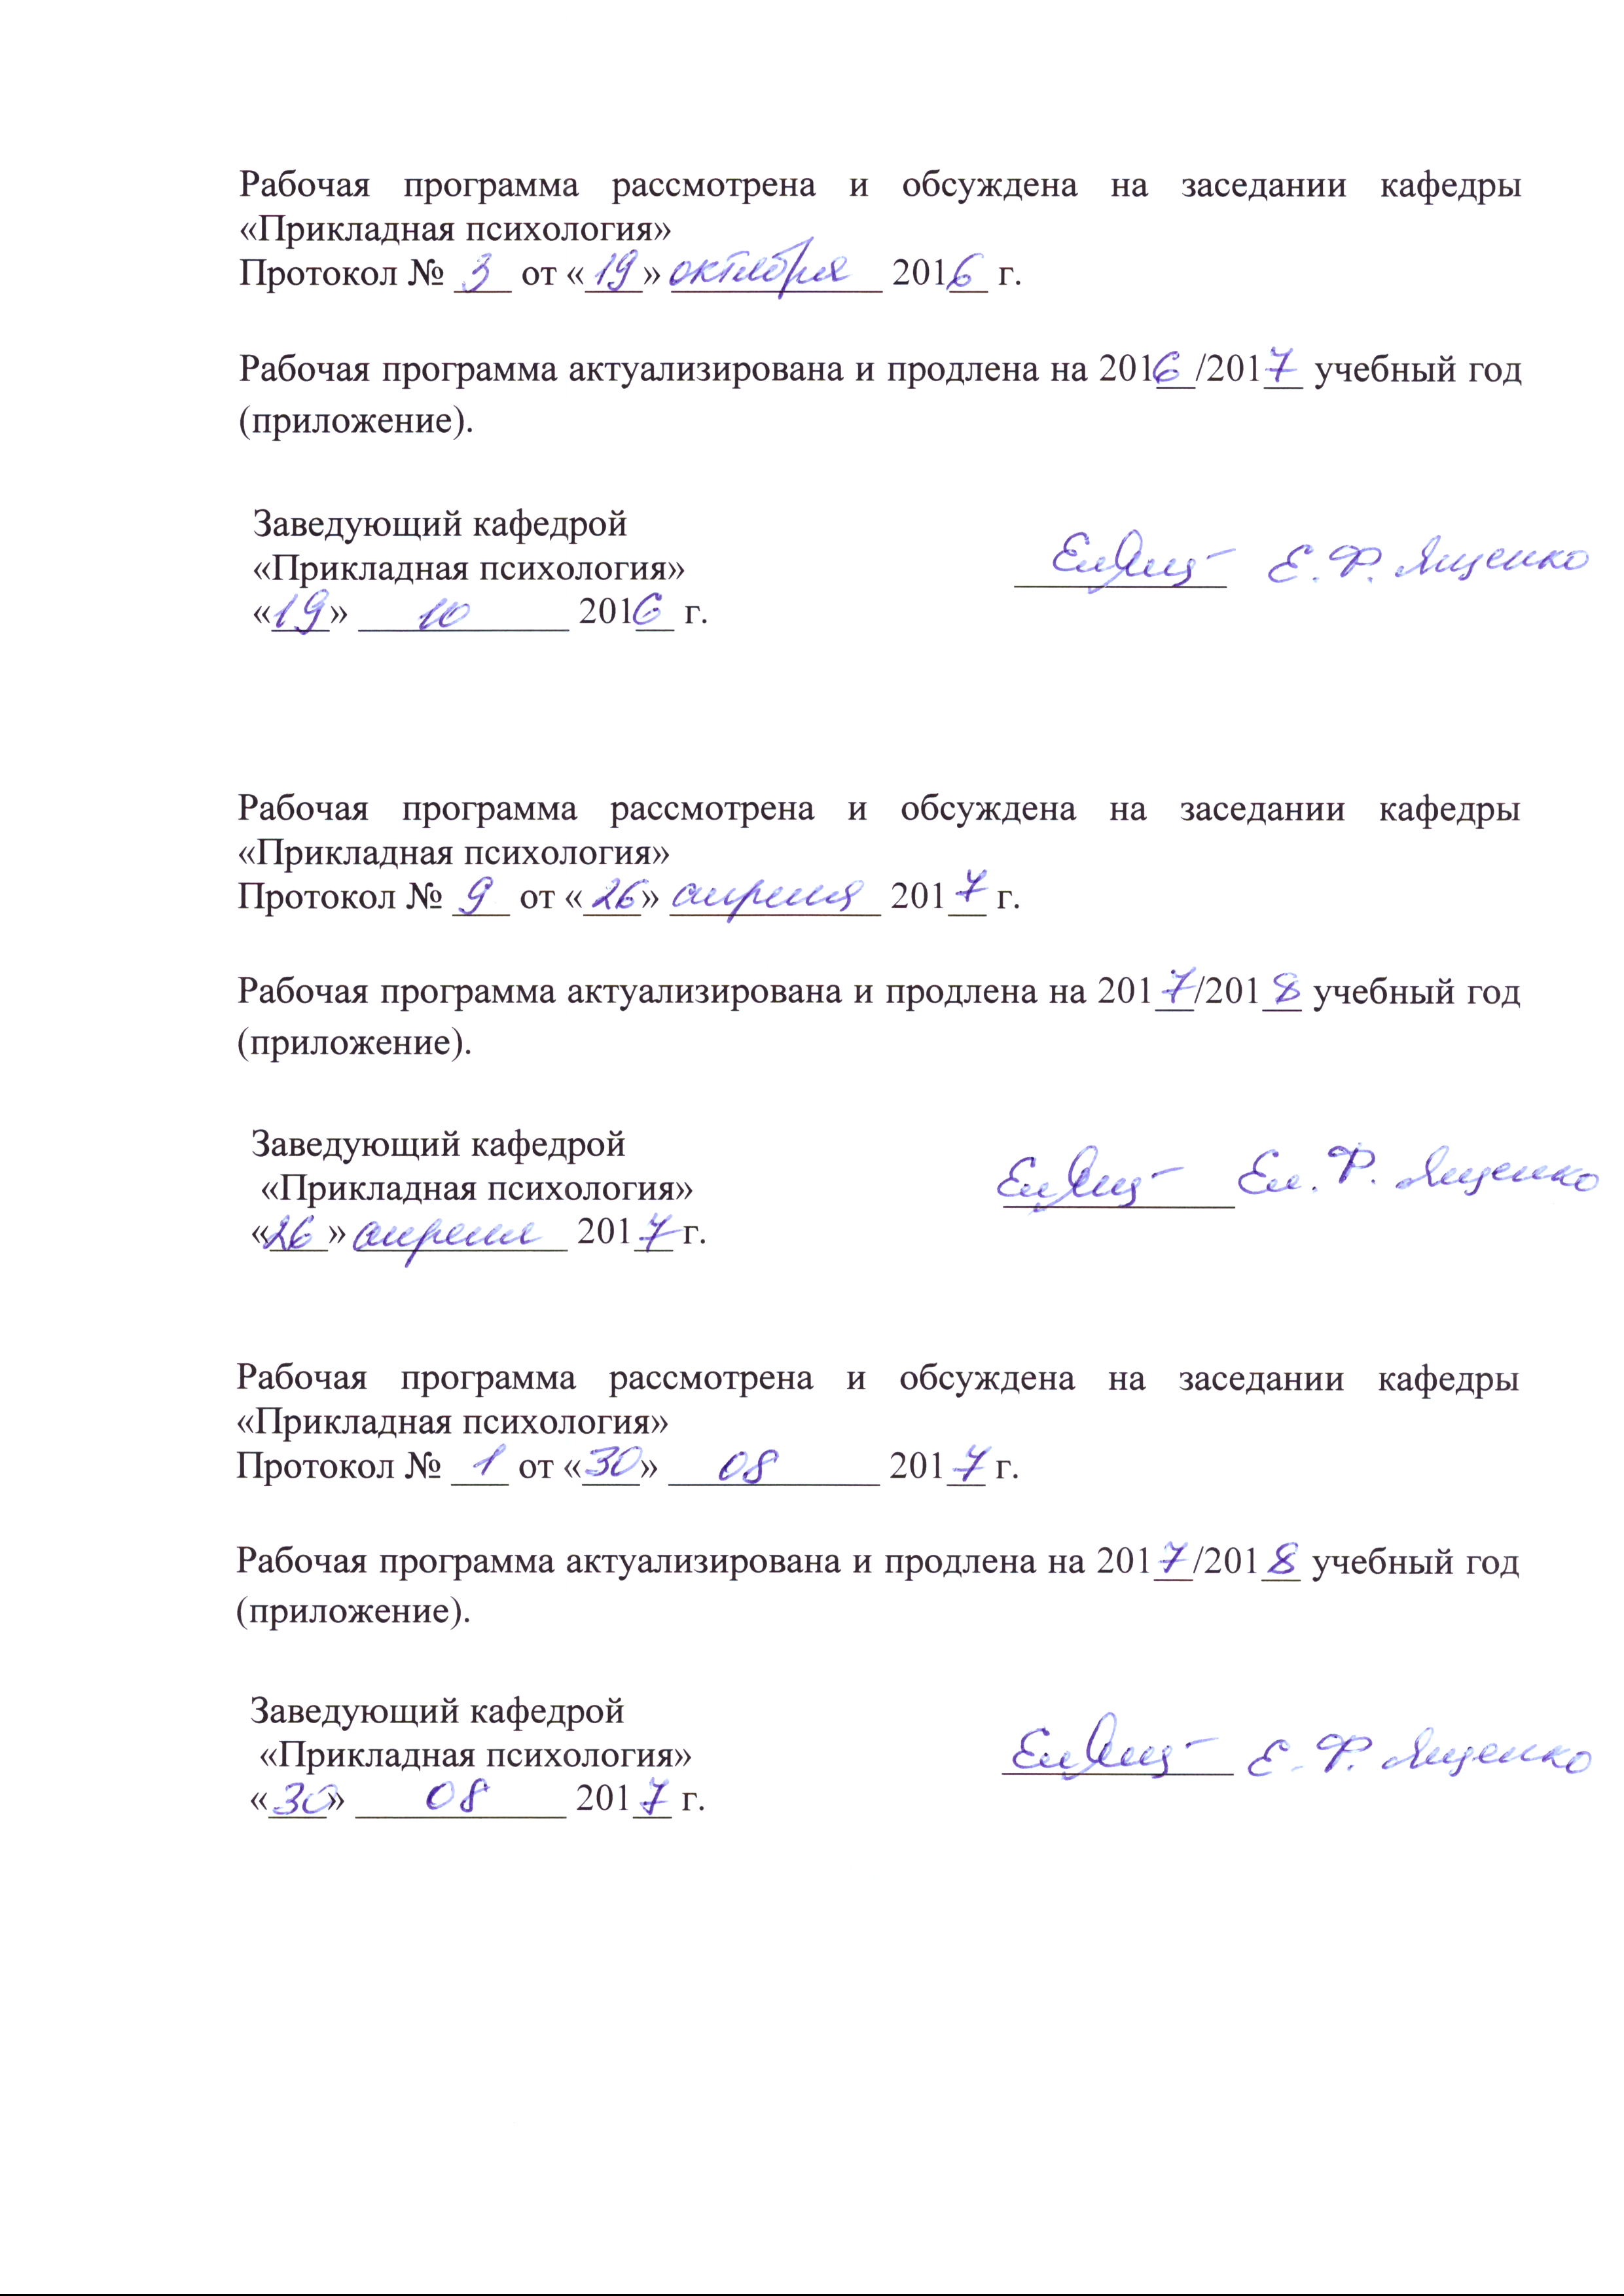 Рабочая программа рассмотрена и обсуждена на заседании кафедры
«Прикладная психология»
Протокол № 3 от «19» октября 2016 г.
Рабочая программа актуализирована и продлена на 2016/2017 учебный год
(приложение).
Заведующий кафедрой
«Прикладная психология» Е.Ф. Ященко
«19» 10 2016 г.
Рабочая программа рассмотрена и обсуждена на заседании кафедры
«Прикладная психология»
Протокол № 9 от «26» апреля 2017 г.
Рабочая программа актуализирована и продлена на 2017/2018 учебный год
(приложение).
Заведующий кафедрой
«Прикладная психология» Ел. Ф. Ященко
«26» апреля 2017 г.
Рабочая программа рассмотрена и обсуждена на заседании кафедры
«Прикладная психология»
Протокол № 1 от «30» 08 2017 г.
Рабочая программа актуализирована и продлена на 2017/2018 учебный год
(приложение).
Заведующий кафедрой
«Прикладная психология» Е.Ф. Ященко
«30» 08 2017 г.